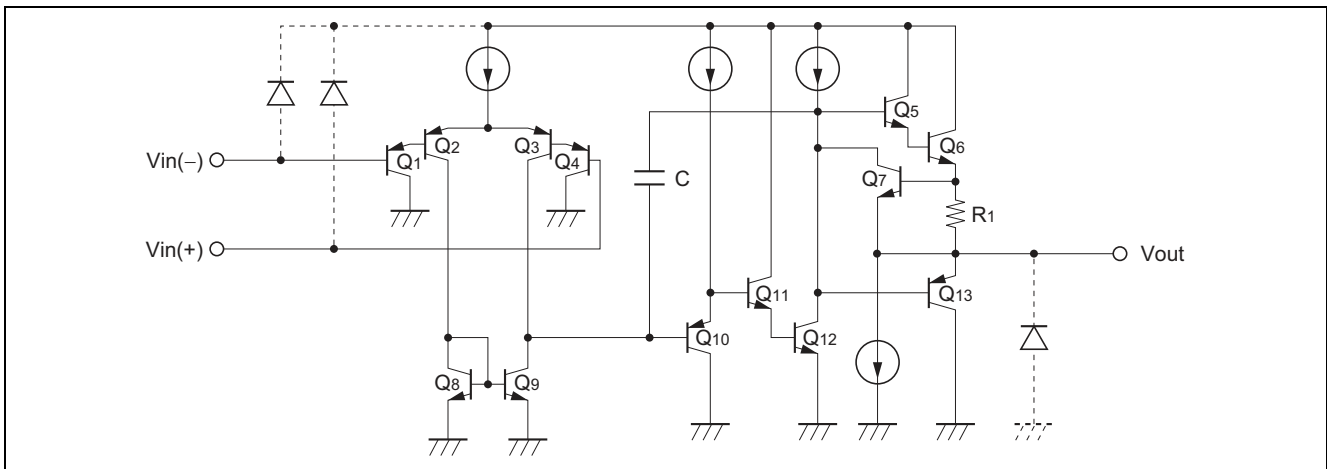 Q5
Q1
Q2
Q3
Q4
Q6
Vin(−)
Q7
C
R1
Vin(+)
Vout
Q11
Q13
Q10
Q12
Q8
Q9